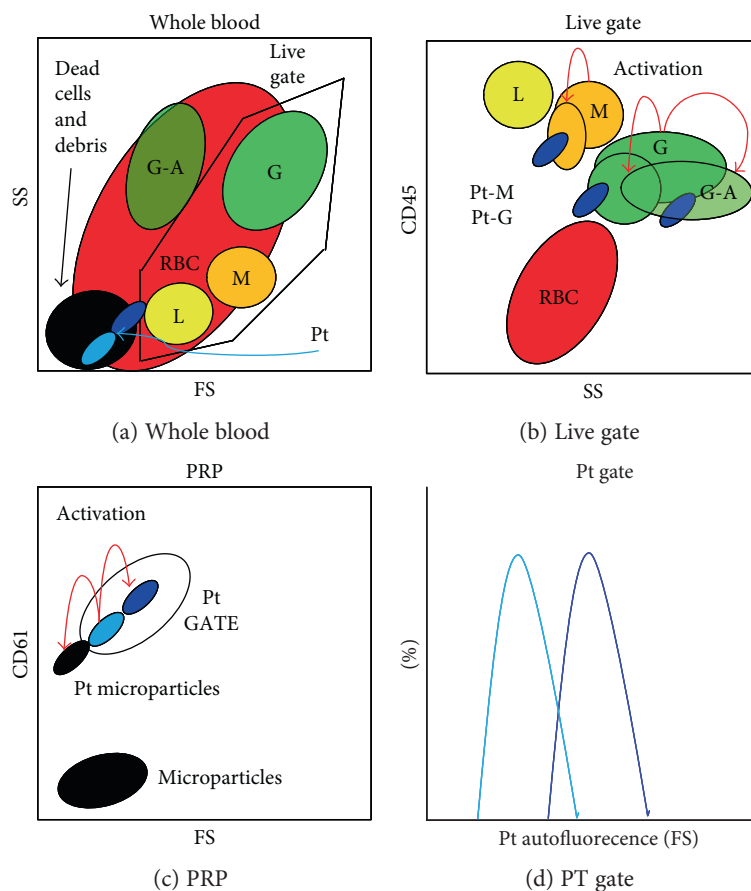 Whole blood
Dead
cells
and
debris
Live
gate
G-A
G
RBC
M
L
Pt
SS
FS
(a) Whole blood
Live gate
Activation
L
M
G
G-A
Pt-M
Pt-G
RBC
CD45
SS
(b) Live gate
PRP
Activation
Pt
GATE
Pt microparticles
Microparticles
CD61
FS
(c) PRP
Pt gate
(%)
Pt autofluorecence (FS)
(d) PT gate